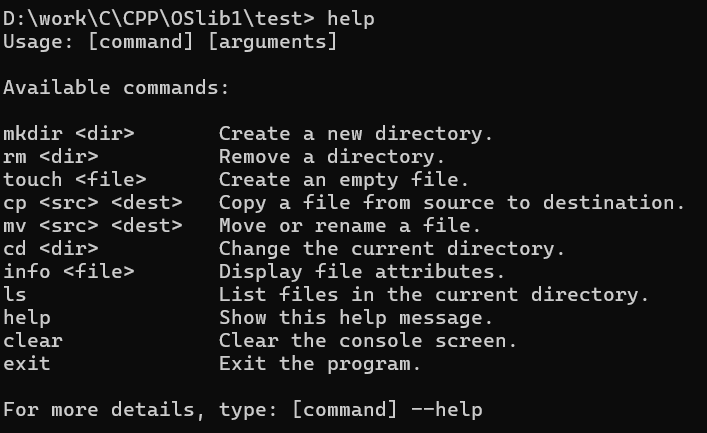 D:\work\C\CPP\OSlib1\test> help
Usage: [command] [arguments]
Available commands:
mkdir <dir>       Create a new directory.
rm <dir>          Remove a directory.
touch <file>      Create an empty file.
cp <src> <dest>   Copy a file from source to destination.
mv <src> <dest>   Move or rename a file.
cd <dir>          Change the current directory.
info <file>       Display file attributes.
ls                List files in the current directory.
help              Show this help message.
clear             Clear the console screen.
exit              Exit the program.
For more details, type: [command] --help